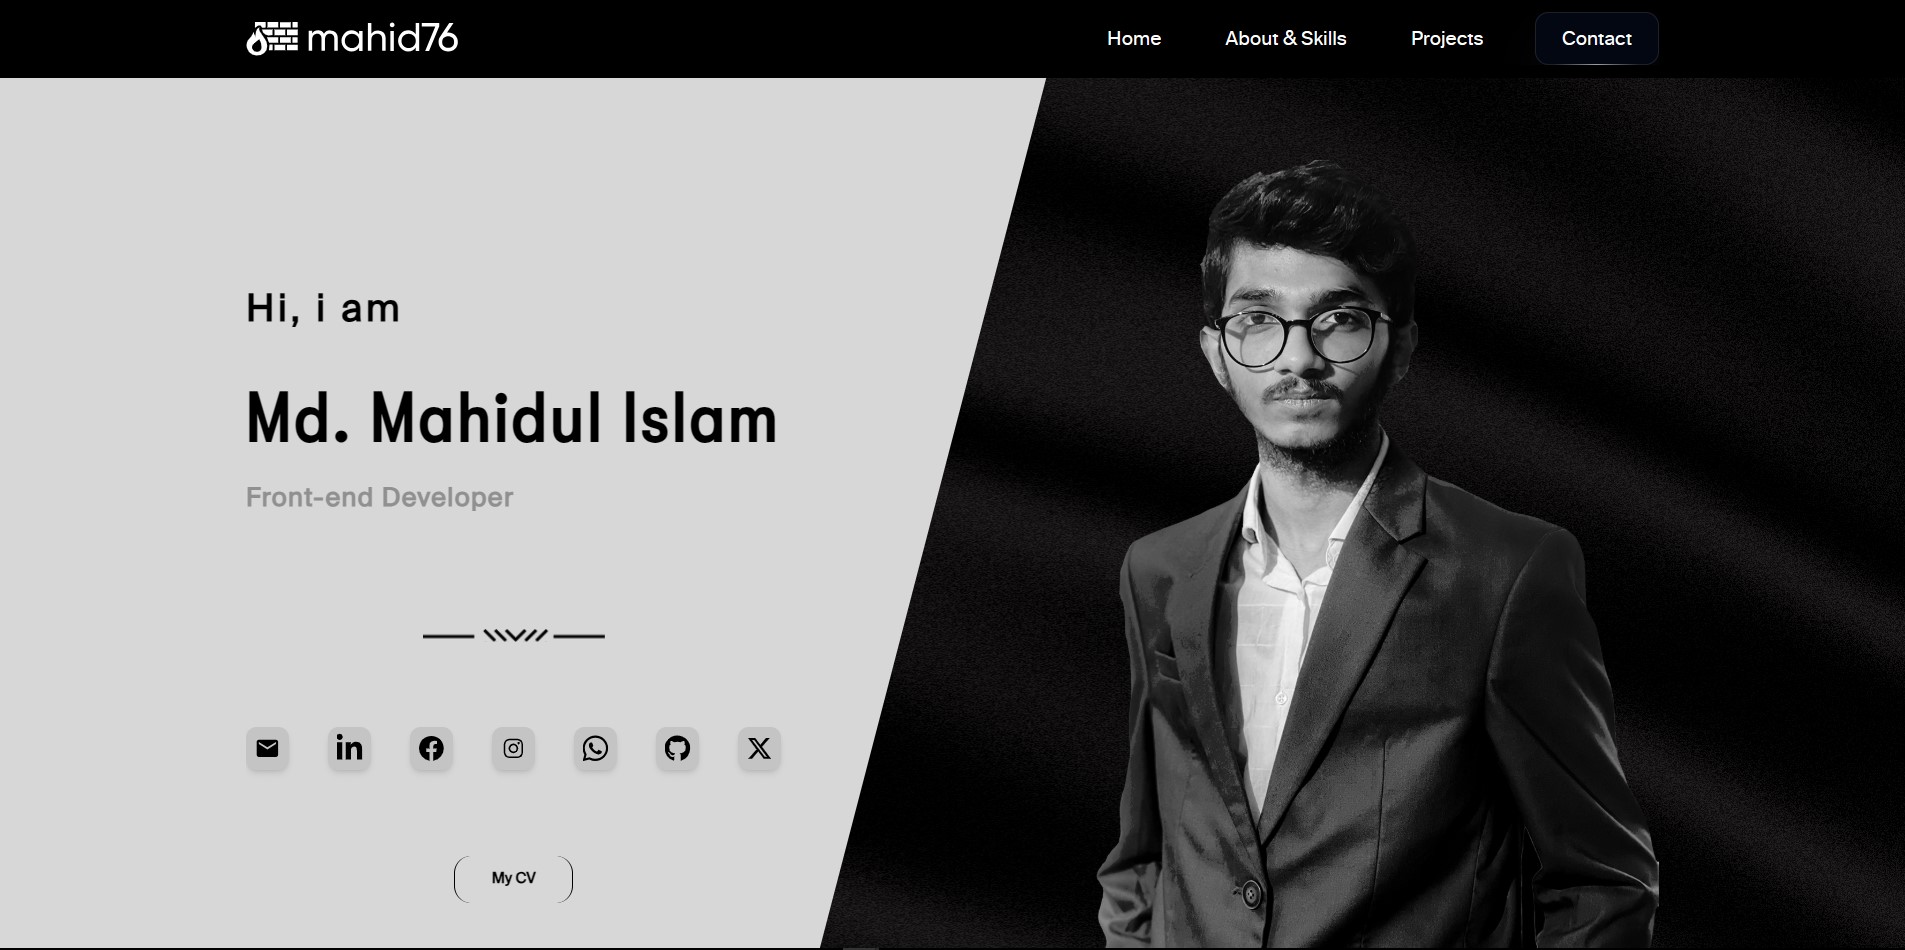 mahid76
Home
About & Skills
Projects
Contact
Hi, i am
Md. Mahidul Islam
Front-end Developer
My CV